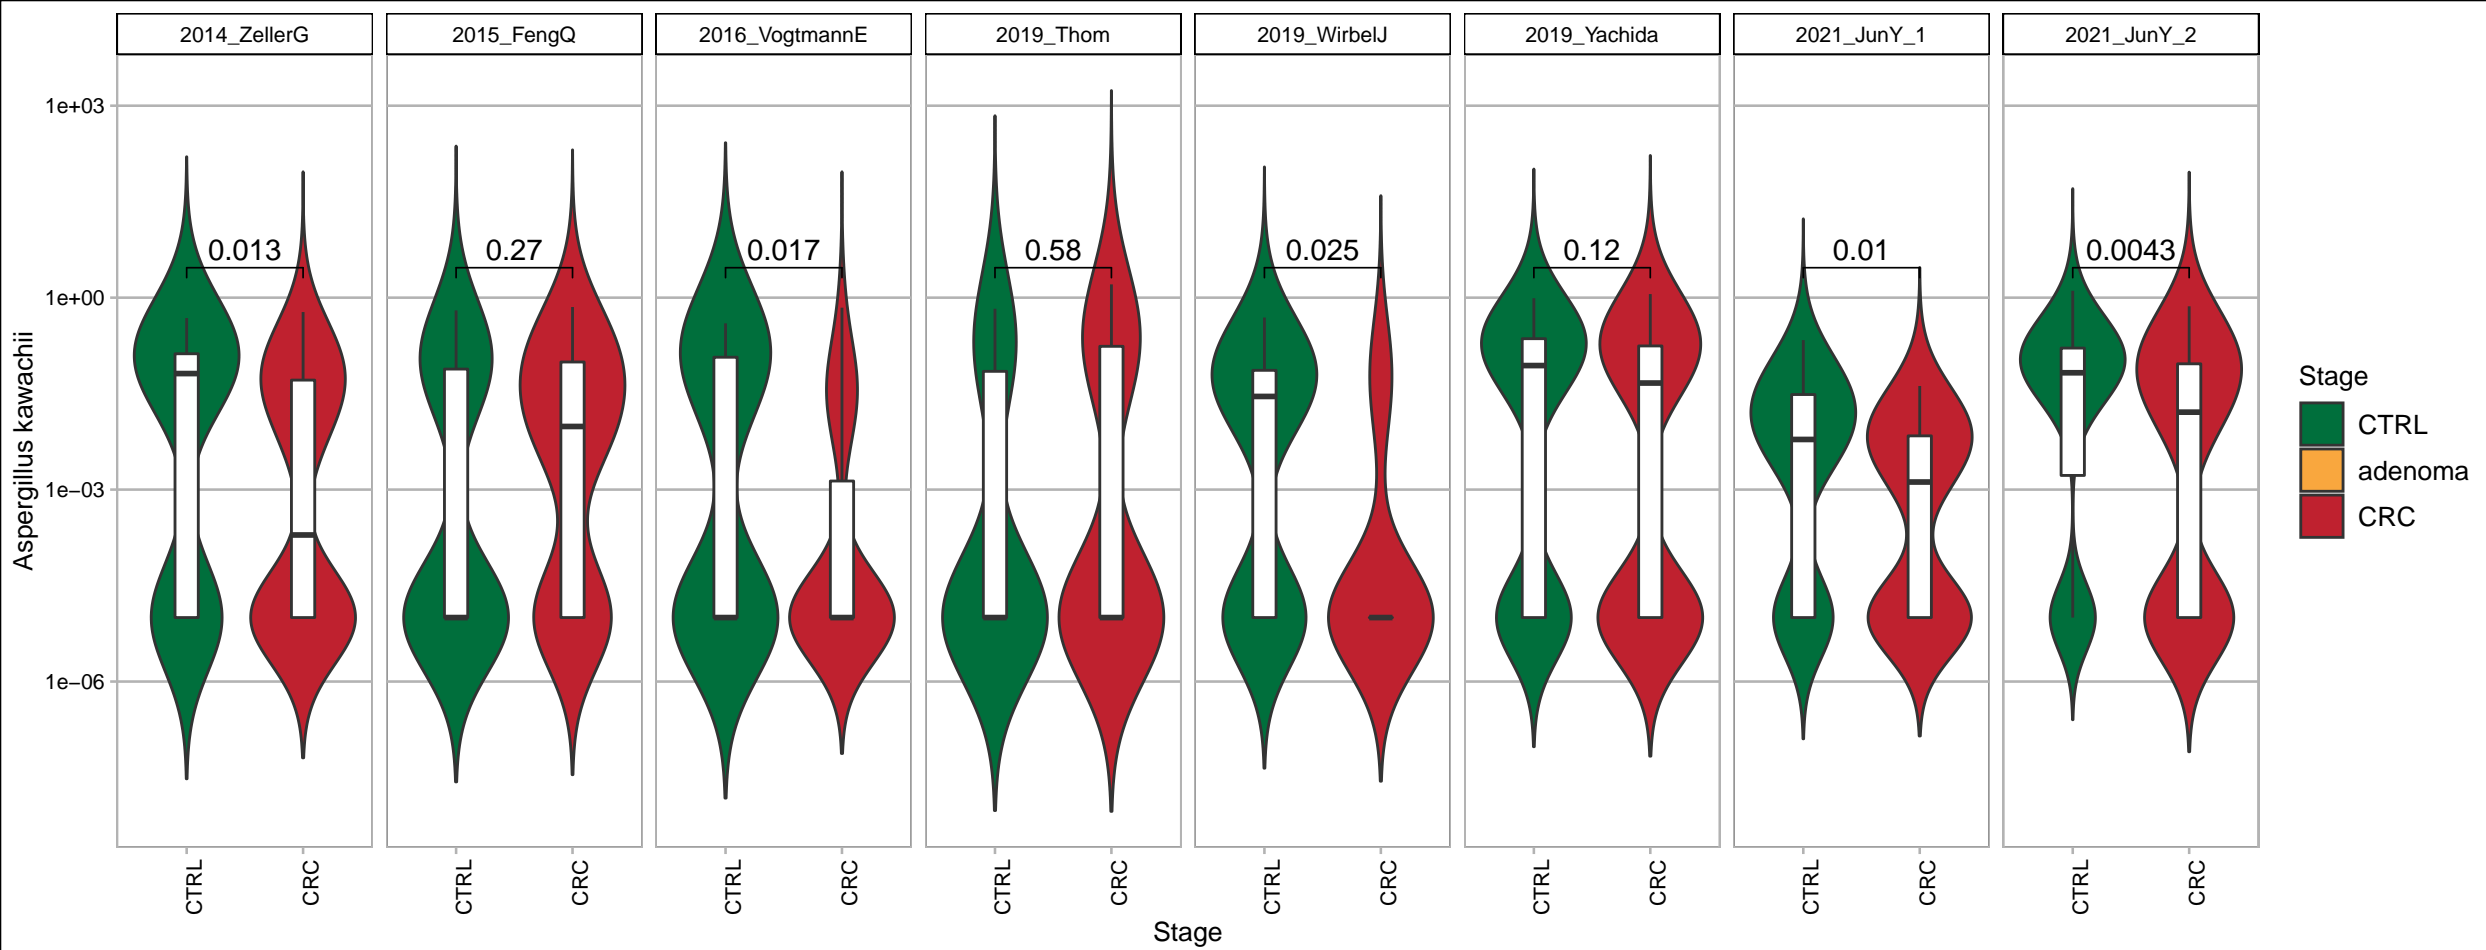 2014_ZellerG
2015_FengQ
2016_VogtmannE
2019_Thom
2019_WirbelJ
2019_Yachida
2021_JunY_1
2021_JunY_2
Aspergillus kawachii
1e+03
1e+00
1e−03
1e−06
0.013
0.27
0.017
0.58
0.025
0.12
0.01
0.0043
CTRL
CRC
CTRL
CRC
CTRL
CRC
CTRL
CRC
CTRL
CRC
CTRL
CRC
CTRL
CRC
CTRL
CRC
Stage
Stage
CTRL
adenoma
CRC